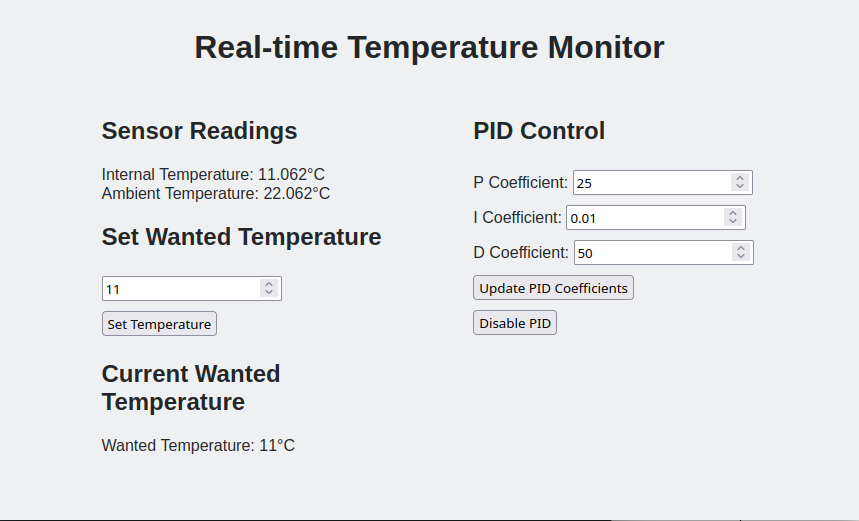 Real-time Temperature Monitor
Sensor Readings
Internal Temperature: 11.062°C
Ambient Temperature: 22.062°C
Set Wanted Temperature
11
Set Temperature
Current Wanted
Temperature
Wanted Temperature: 11°C
PID Control
P Coefficient: 25
I Coefficient: 0.01
D Coefficient: 50
Update PID Coefficients
Disable PID